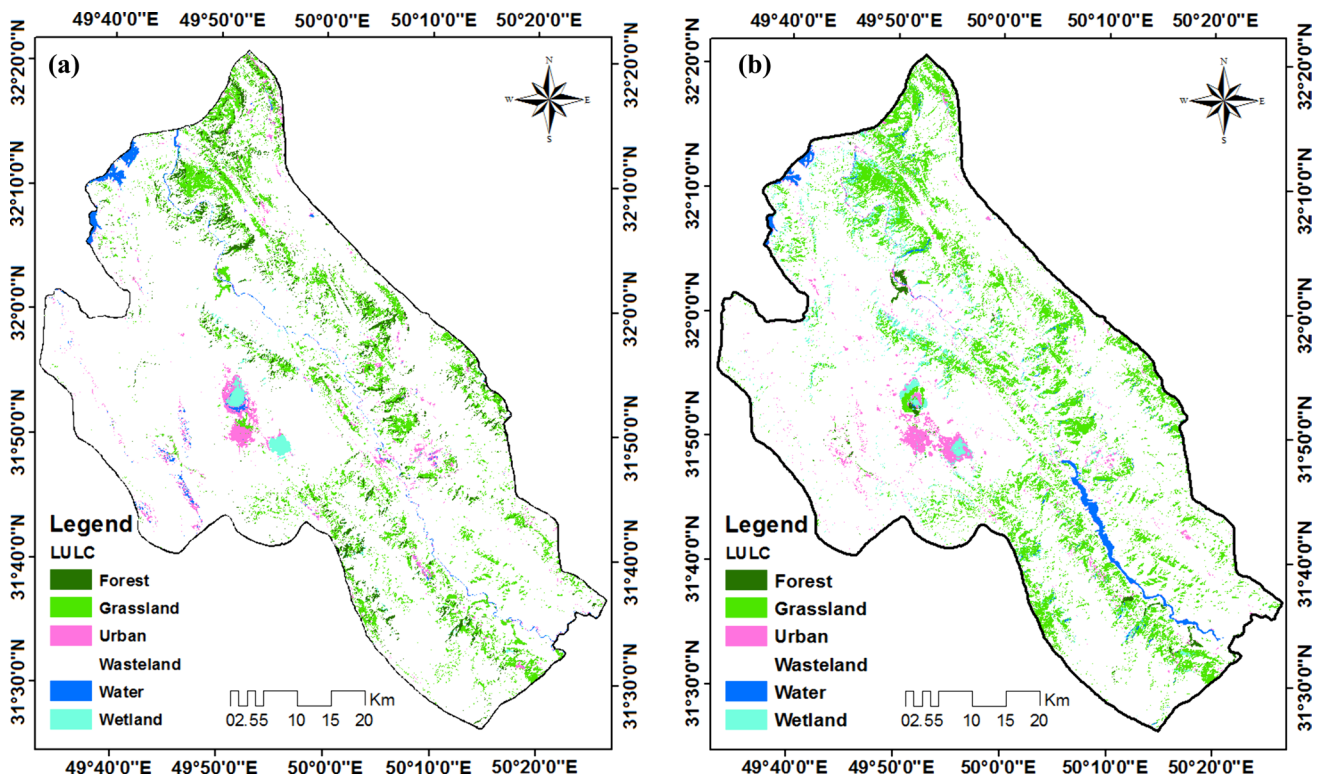 49°40'0"E 49°50'0"E 50°0'0"E 50°10'0"E 50°20'0"E
(a)
N
W E
S
32°20'0"N 32°20'0"N
32°10'0"N 32°10'0"N
32°0'0"N 32°0'0"N
31°50'0"N 31°50'0"N
31°40'0"N 31°40'0"N
31°30'0"N 31°30'0"N
Legend
LULC
Forest
Grassland
Urban
Wasteland
Water
Wetland
Km
02.55 10 15 20
49°40'0"E 49°50'0"E 50°0'0"E 50°10'0"E 50°20'0"E
49°40'0"E 49°50'0"E 50°0'0"E 50°10'0"E 50°20'0"E
(b)
N
W E
S
32°20'0"N 32°20'0"N
32°10'0"N 32°10'0"N
32°0'0"N 32°0'0"N
31°50'0"N 31°50'0"N
31°40'0"N 31°40'0"N
31°30'0"N 31°30'0"N
Legend
LULC
Forest
Grassland
Urban
Wasteland
Water
Wetland
Km
02.55 10 15 20
49°40'0"E 49°50'0"E 50°0'0"E 50°10'0"E 50°20'0"E